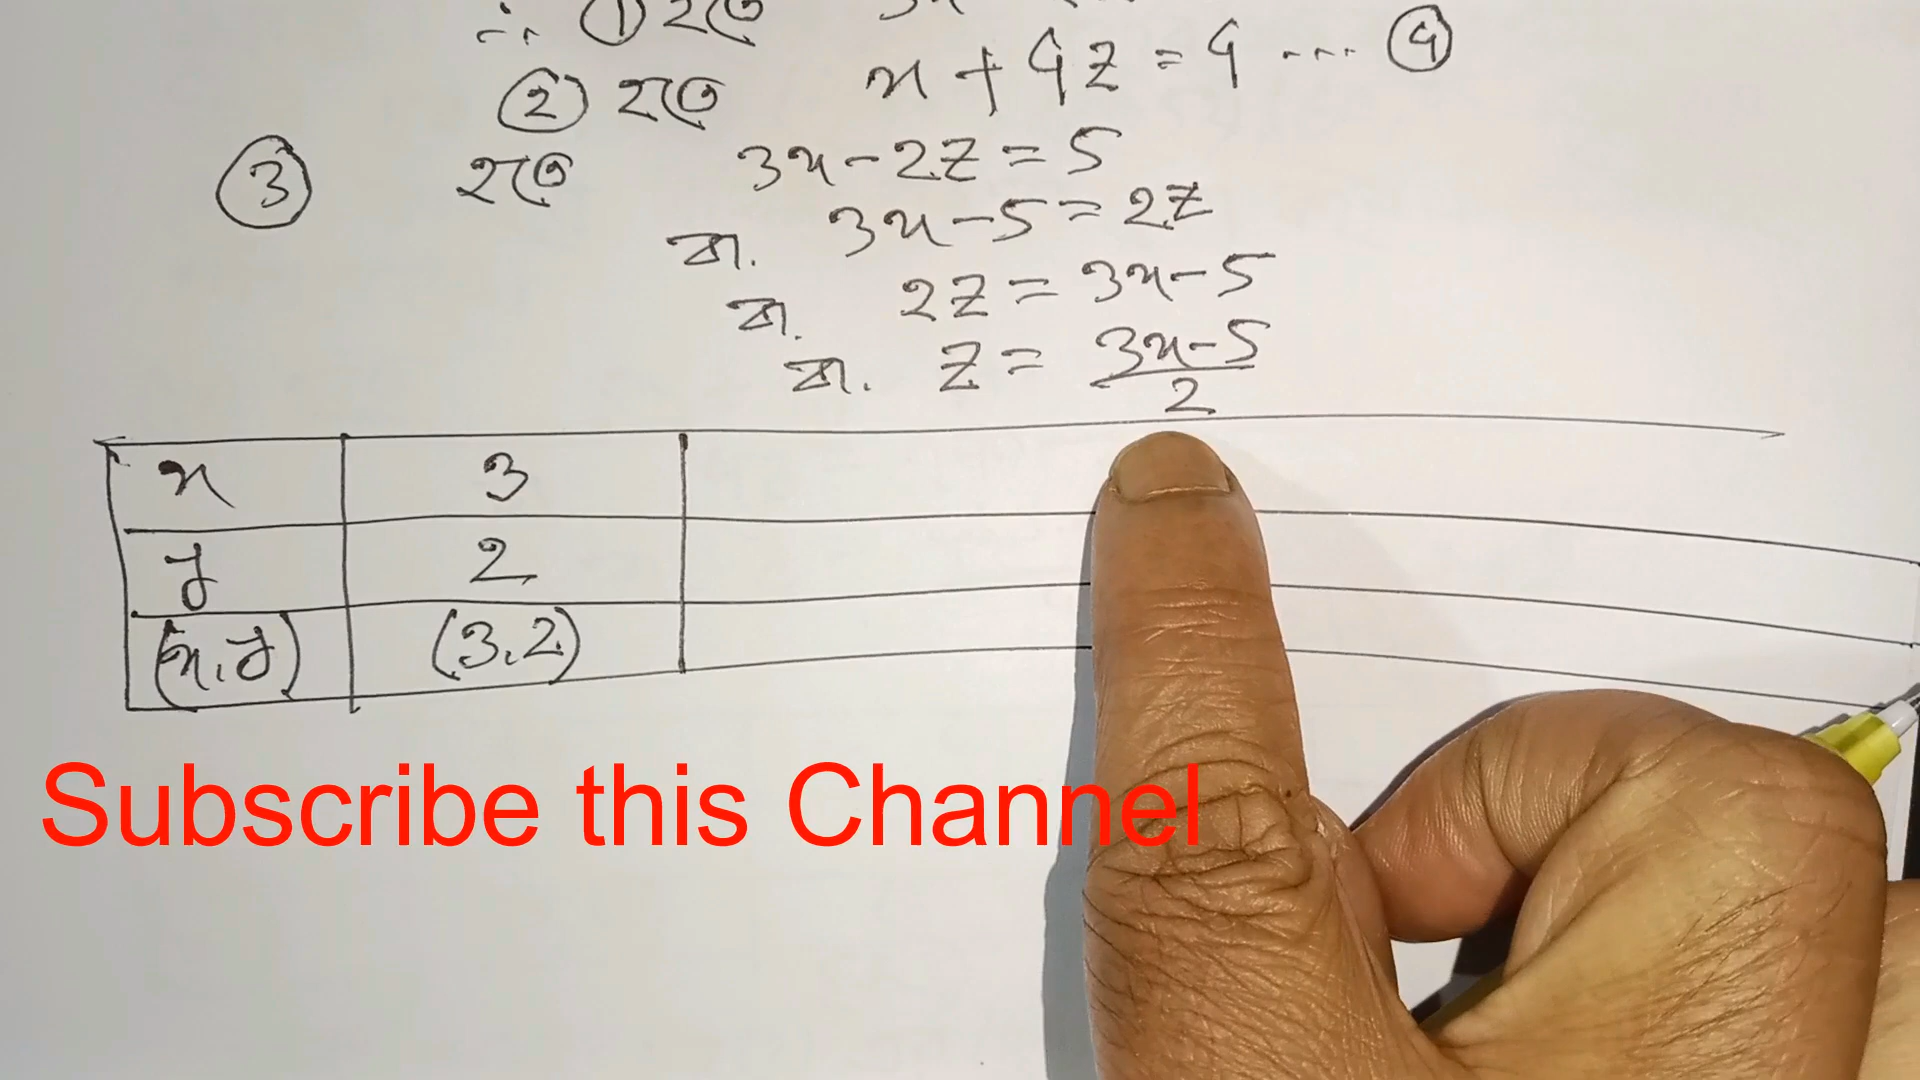 ∴ ① হতে
② হতে x + 4z = 4 ... ④
③ হতে 3x - 2z = 5
বা. 3x - 5 = 2z
বা. 2z = 3x - 5
বা. z = (3x - 5)/2
x 3
y 2
(x, y) (3, 2)
Subscribe this Channel